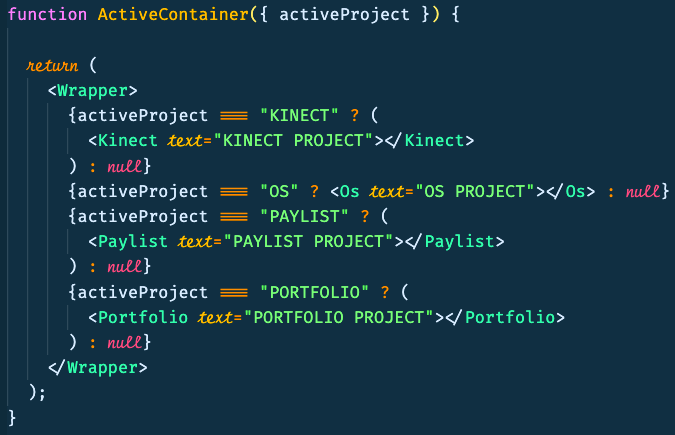 function ActiveContainer({ activeProject }) {
return (
<Wrapper>
{activeProject === "KINECT" ? (
<Kinect text="KINECT PROJECT"></Kinect>
) : null}
{activeProject === "OS" ? <Os text="OS PROJECT"></Os> : null}
{activeProject === "PAYLIST" ? (
<Paylist text="PAYLIST PROJECT"></Paylist>
) : null}
{activeProject === "PORTFOLIO" ? (
<Portfolio text="PORTFOLIO PROJECT"></Portfolio>
) : null}
</Wrapper>
);
}